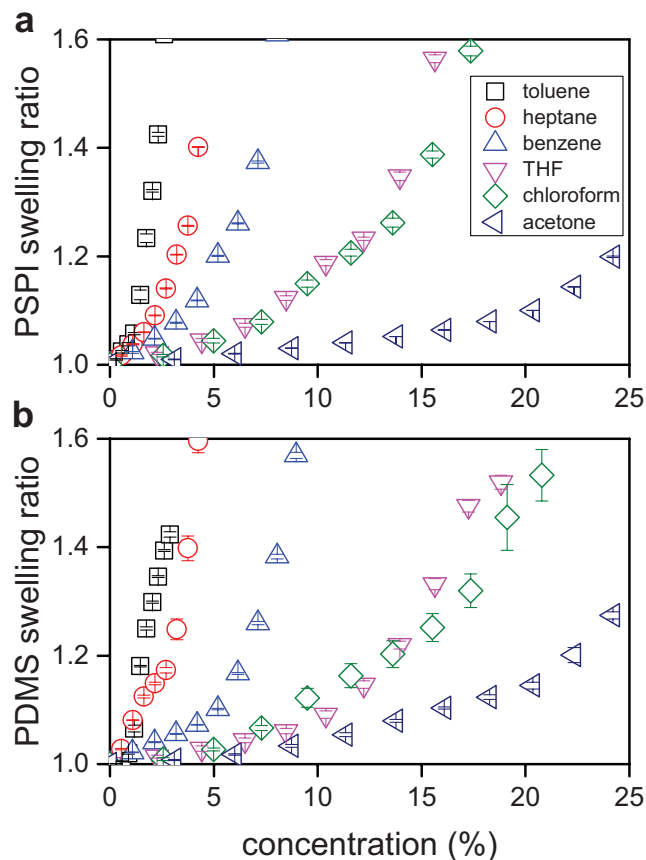 a
PSPI swelling ratio
1.6
1.4
1.2
1.0
toluene
heptane
benzene
THF
chloroform
acetone
0 5 10 15 20 25
b
PDMS swelling ratio
1.6
1.4
1.2
1.0
0 5 10 15 20 25
concentration (%)